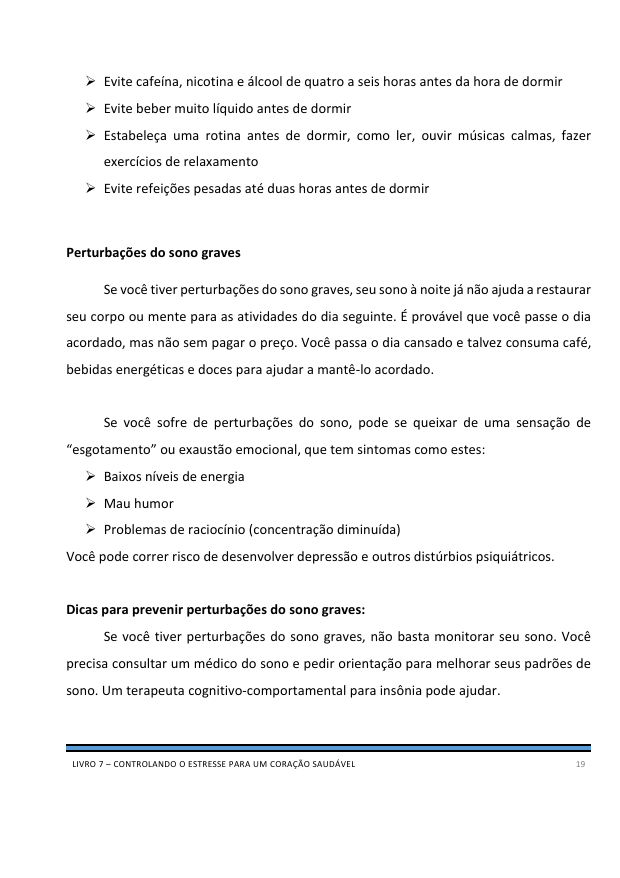 ➢ Evite cafeína, nicotina e álcool de quatro a seis horas antes da hora de dormir
➢ Evite beber muito líquido antes de dormir
➢ Estabeleça uma rotina antes de dormir, como ler, ouvir músicas calmas, fazer
exercícios de relaxamento
➢ Evite refeições pesadas até duas horas antes de dormir
Perturbações do sono graves
Se você tiver perturbações do sono graves, seu sono à noite já não ajuda a restaurar
seu corpo ou mente para as atividades do dia seguinte. É provável que você passe o dia
acordado, mas não sem pagar o preço. Você passa o dia cansado e talvez consuma café,
bebidas energéticas e doces para ajudar a mantê-lo acordado.
Se você sofre de perturbações do sono, pode se queixar de uma sensação de
“esgotamento” ou exaustão emocional, que tem sintomas como estes:
➢ Baixos níveis de energia
➢ Mau humor
➢ Problemas de raciocínio (concentração diminuída)
Você pode correr risco de desenvolver depressão e outros distúrbios psiquiátricos.
Dicas para prevenir perturbações do sono graves:
Se você tiver perturbações do sono graves, não basta monitorar seu sono. Você
precisa consultar um médico do sono e pedir orientação para melhorar seus padrões de
sono. Um terapeuta cognitivo-comportamental para insônia pode ajudar.
LIVRO 7 – CONTROLANDO O ESTRESSE PARA UM CORAÇÃO SAUDÁVEL 19